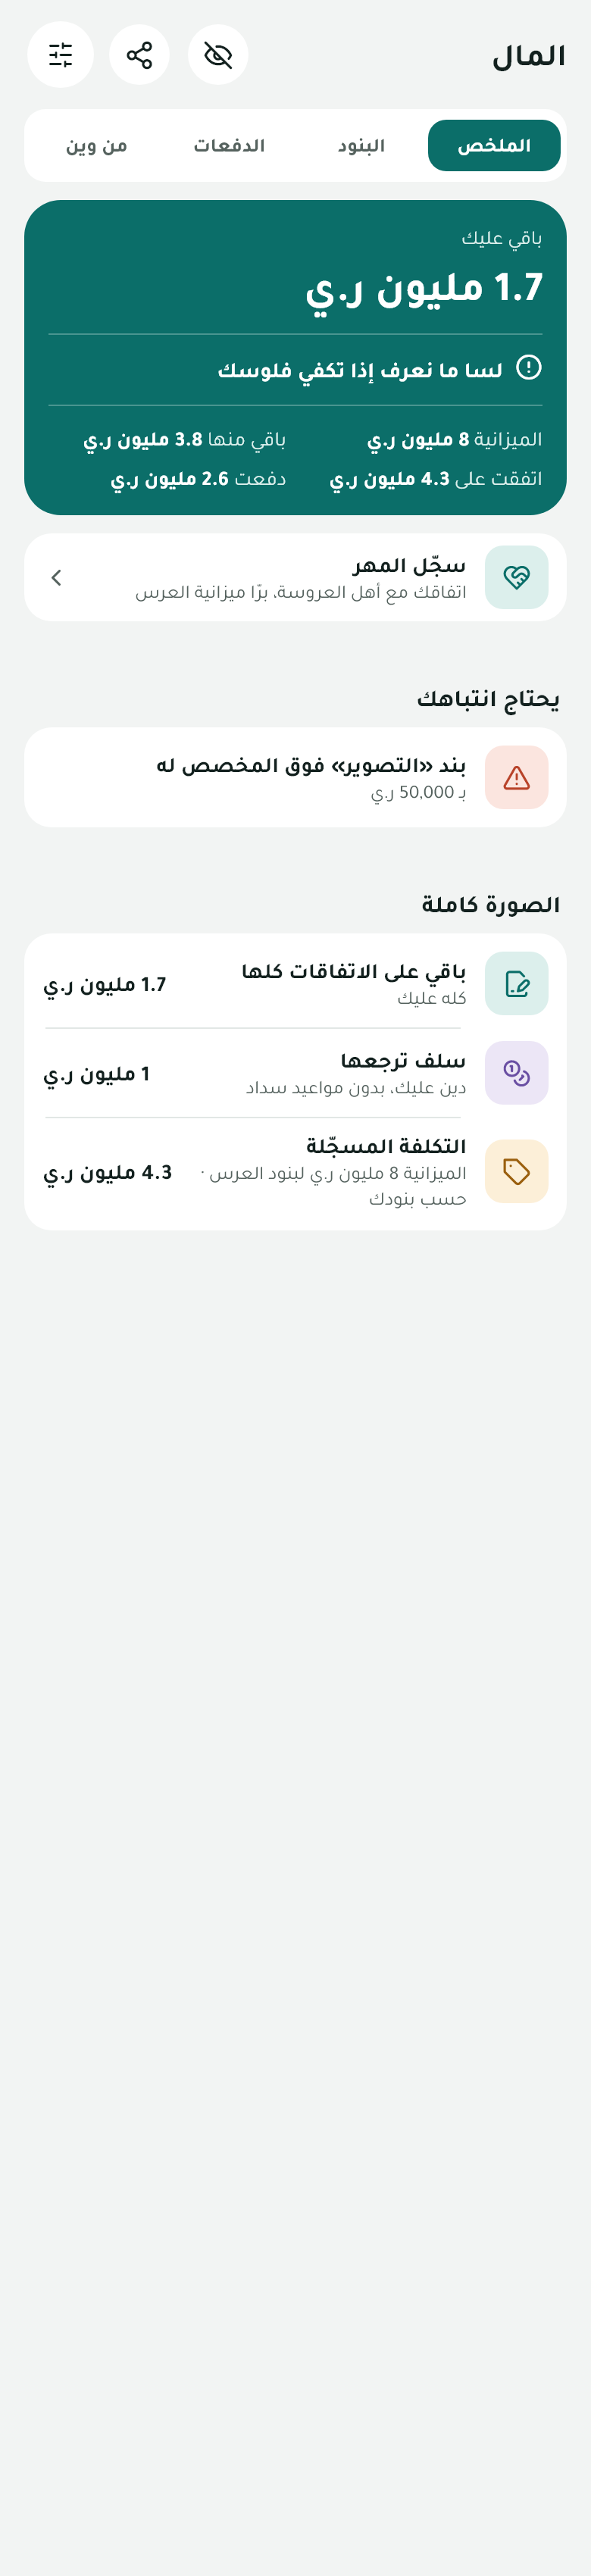 المال
الملخص
البنود
الدفعات
من وين
باقي عليك
1.7 مليون ر.ي
لسا ما نعرف إذا تكفي فلوسك
الميزانية 8 مليون ر.ي
باقي منها 3.8 مليون ر.ي
اتفقت على 4.3 مليون ر.ي
دفعت 2.6 مليون ر.ي
سجّل المهر
اتفاقك مع أهل العروسة، برّا ميزانية العرس
يحتاج انتباهك
بند «التصوير» فوق المخصص له
بـ 50,000 ر.ي
الصورة كاملة
باقي على الاتفاقات كلها
كله عليك
1.7 مليون ر.ي
سلف ترجعها
دين عليك، بدون مواعيد سداد
1 مليون ر.ي
التكلفة المسجّلة
الميزانية 8 مليون ر.ي لبنود العرس ·
حسب بنودك
4.3 مليون ر.ي